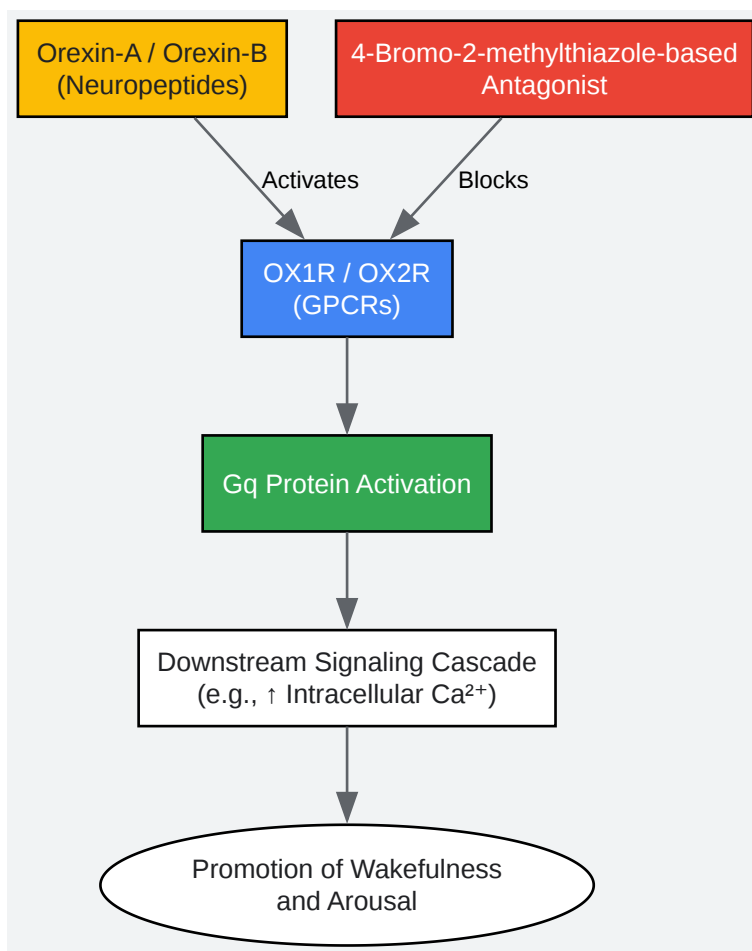 Orexin-A / Orexin-B
(Neuropeptides)
4-Bromo-2-methylthiazole-based
Antagonist
Activates
Blocks
OX1R / OX2R
(GPCRs)
Gq Protein Activation
Downstream Signaling Cascade
(e.g., ↑ Intracellular Ca²⁺)
Promotion of Wakefulness
and Arousal